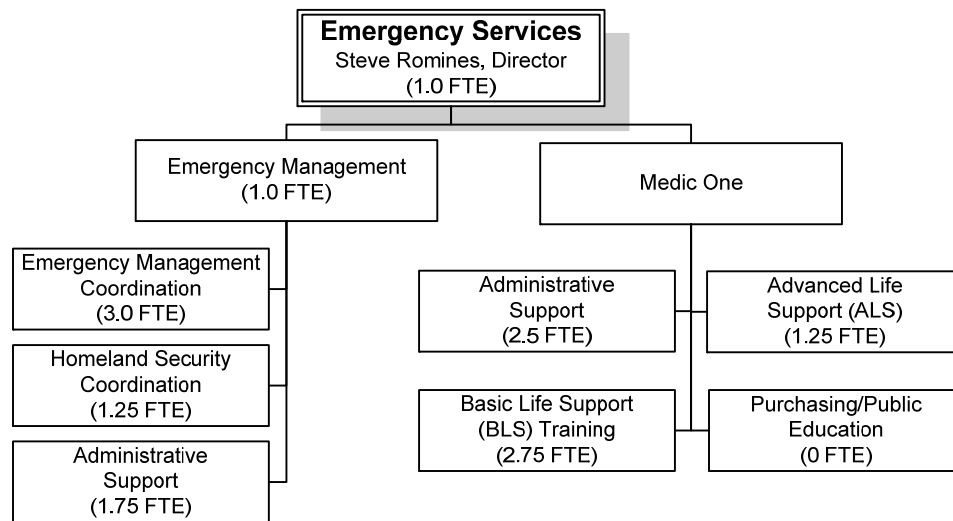 Emergency Services
Steve Romines, Director
(1.0 FTE)
Emergency Management
(1.0 FTE)
Medic One
Emergency Management
Coordination
(3.0 FTE)
Homeland Security
Coordination
(1.25 FTE)
Administrative
Support
(1.75 FTE)
Administrative
Support
(2.5 FTE)
Advanced Life
Support (ALS)
(1.25 FTE)
Basic Life Support
(BLS) Training
(2.75 FTE)
Purchasing/Public
Education
(0 FTE)